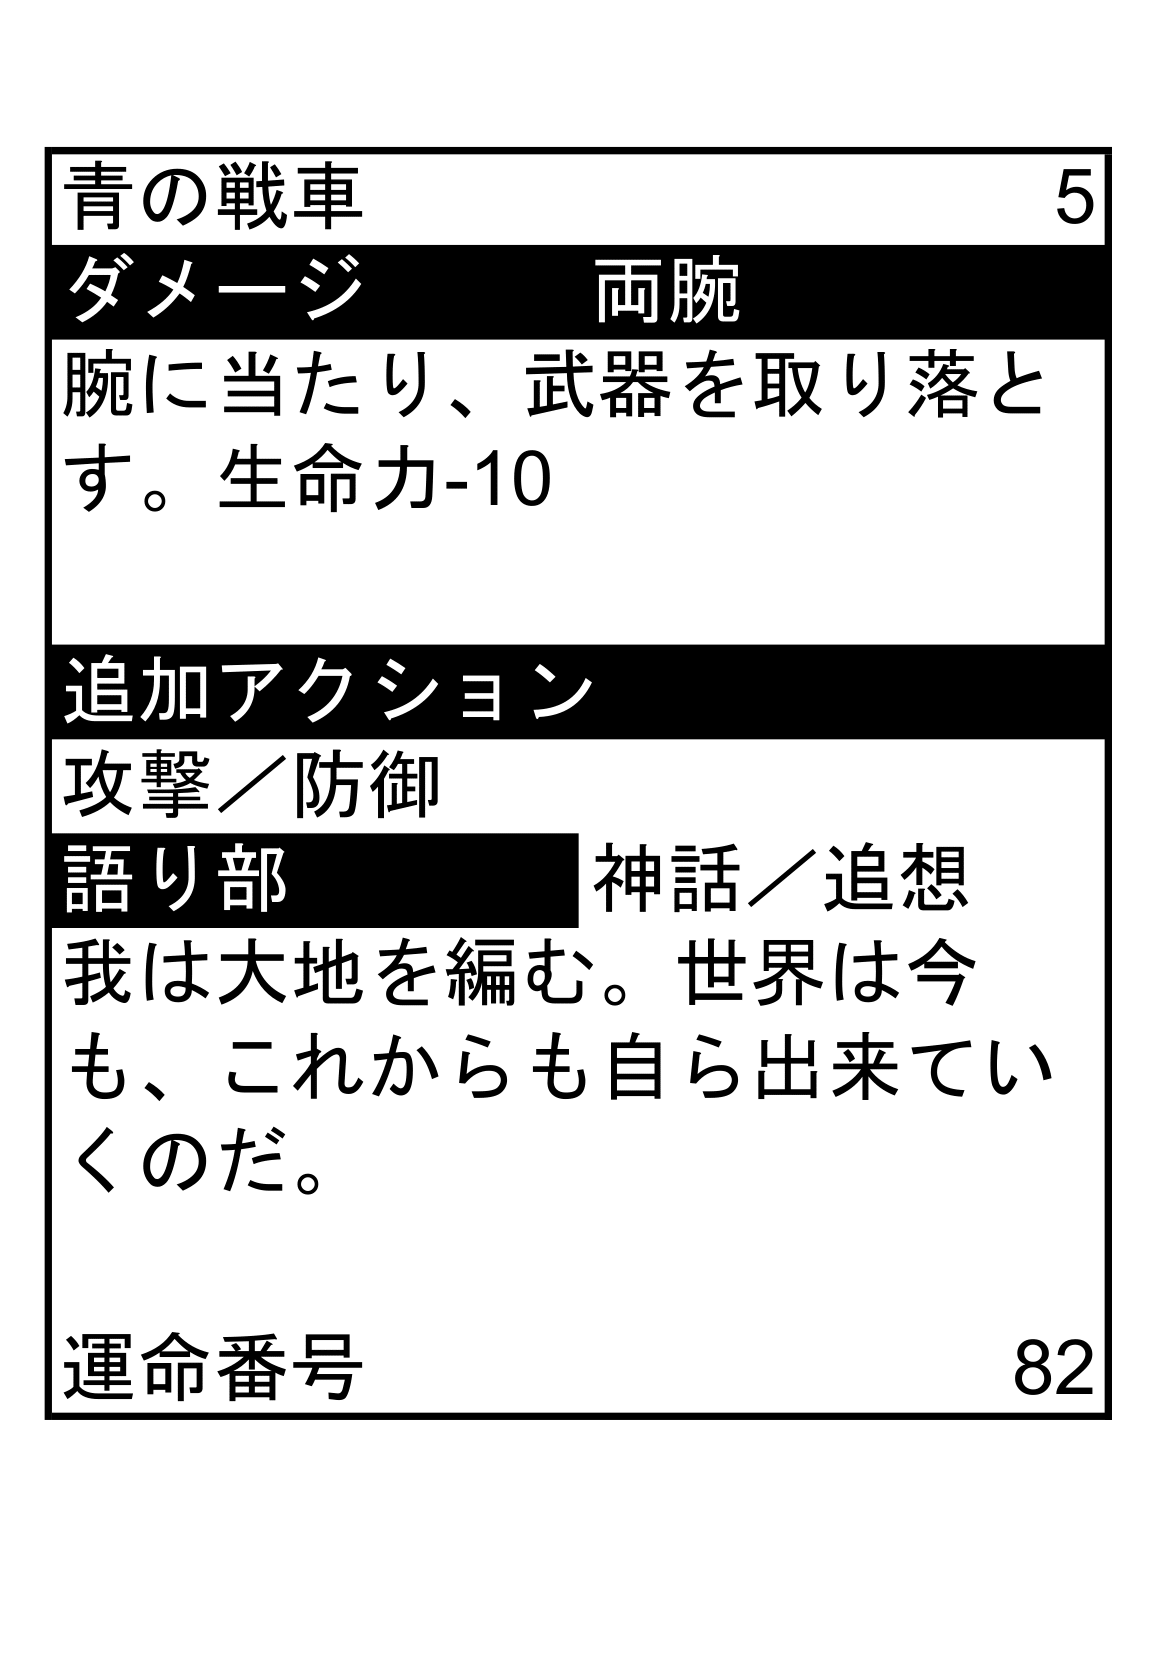 青の戦車 5
ダメージ 両腕
腕に当たり、武器を取り落と
す。生命力-10
追加アクション
攻撃／防御
語り部 神話／追想
我は大地を編む。世界は今
も、これからも自ら出来てい
くのだ。
運命番号 82